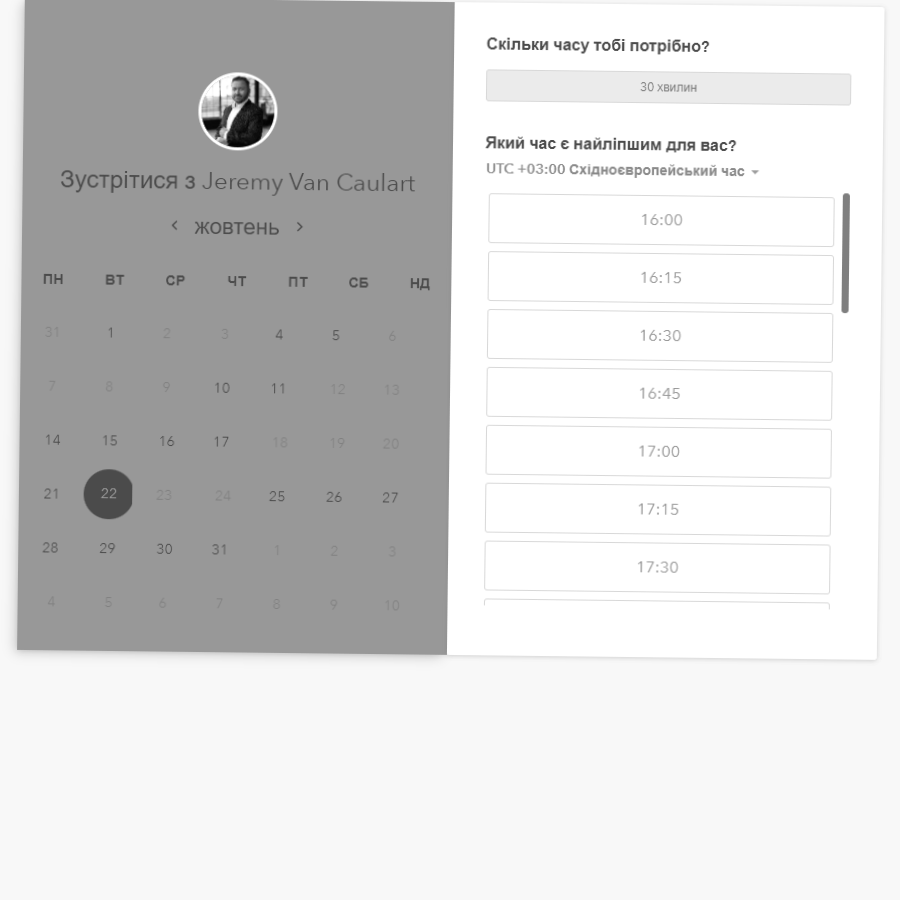 Зустрітися з Jeremy Van Caulart
жовтень
ПН ВТ СР ЧТ ПТ СБ НД
31 1 2 3 4 5 6
7 8 9 10 11 12 13
14 15 16 17 18 19 20
21 22 23 24 25 26 27
28 29 30 31 1 2 3
4 5 6 7 8 9 10
Скільки часу тобі потрібно?
30 хвилин
Який час є найліпшим для вас?
UTC +03:00 Східноєвропейський час
16:00
16:15
16:30
16:45
17:00
17:15
17:30